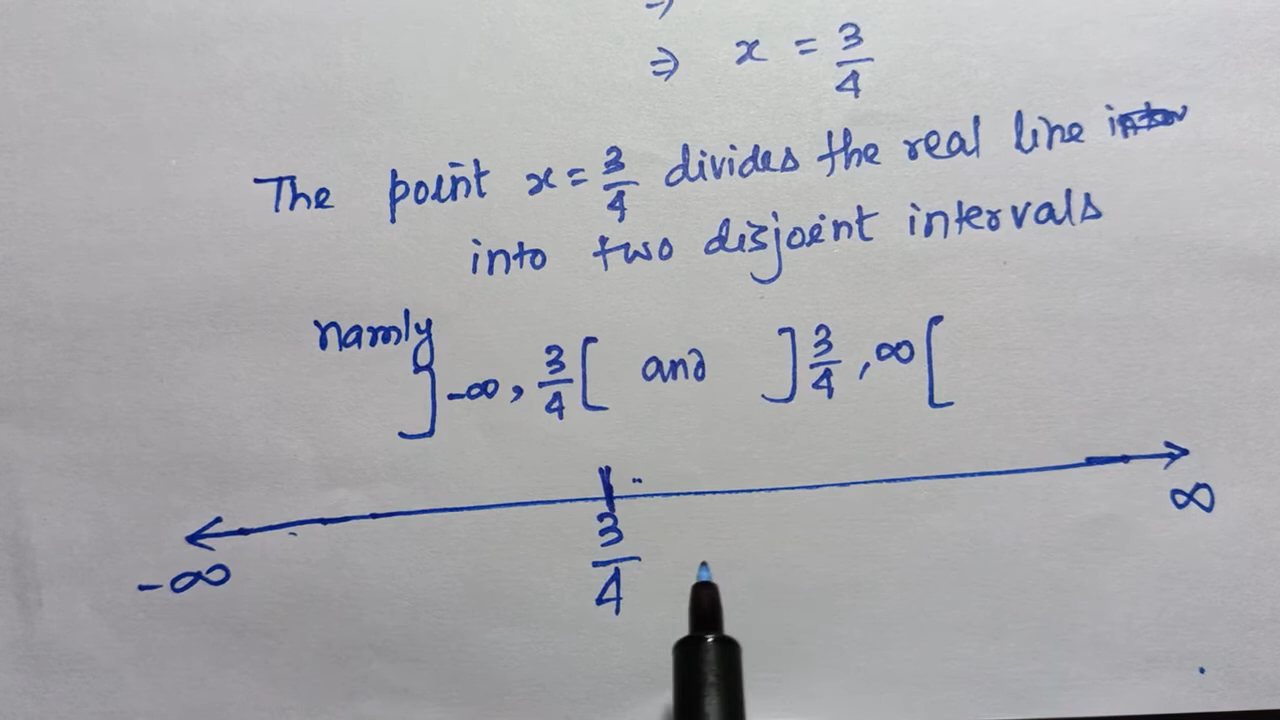 ⇒
⇒ x = 3/4
The point x = 3/4 divides the real line
into two disjoint intervals
namly
]-∞, 3/4[ and ]3/4, ∞[
-∞ 3/4 ∞